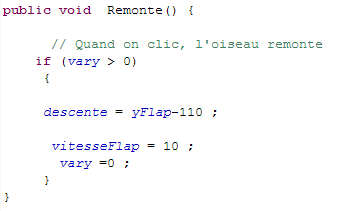 public void Remonte() {
// Quand on clic, l'oiseau remonte
if (vary > 0)
{
descente = yFlap-110 ;
vitesseFlap = 10 ;
vary =0 ;
}
}